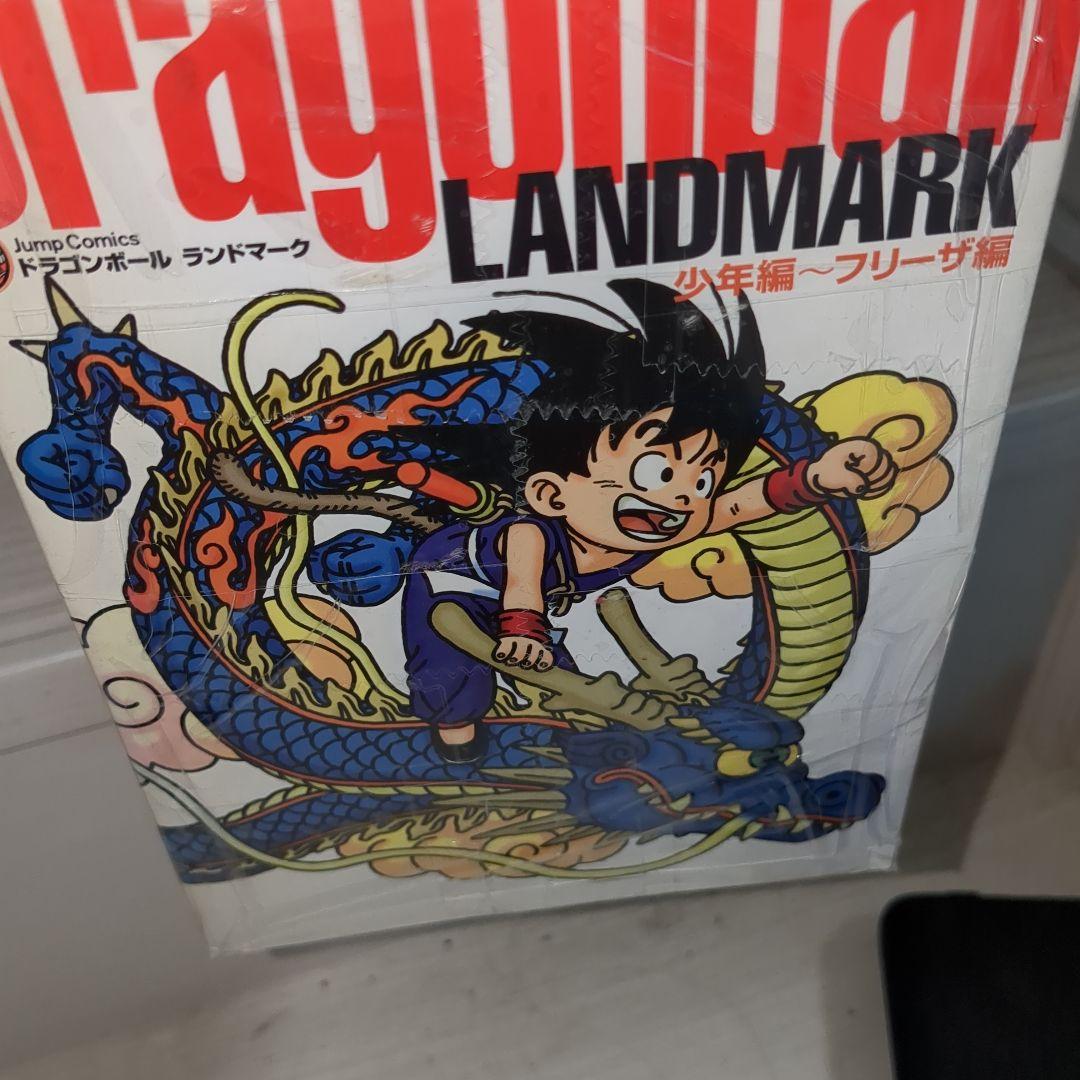 Dragonball
LANDMARK
Jump Comics
ドラゴンボール ランドマーク
少年編～フリーザ編